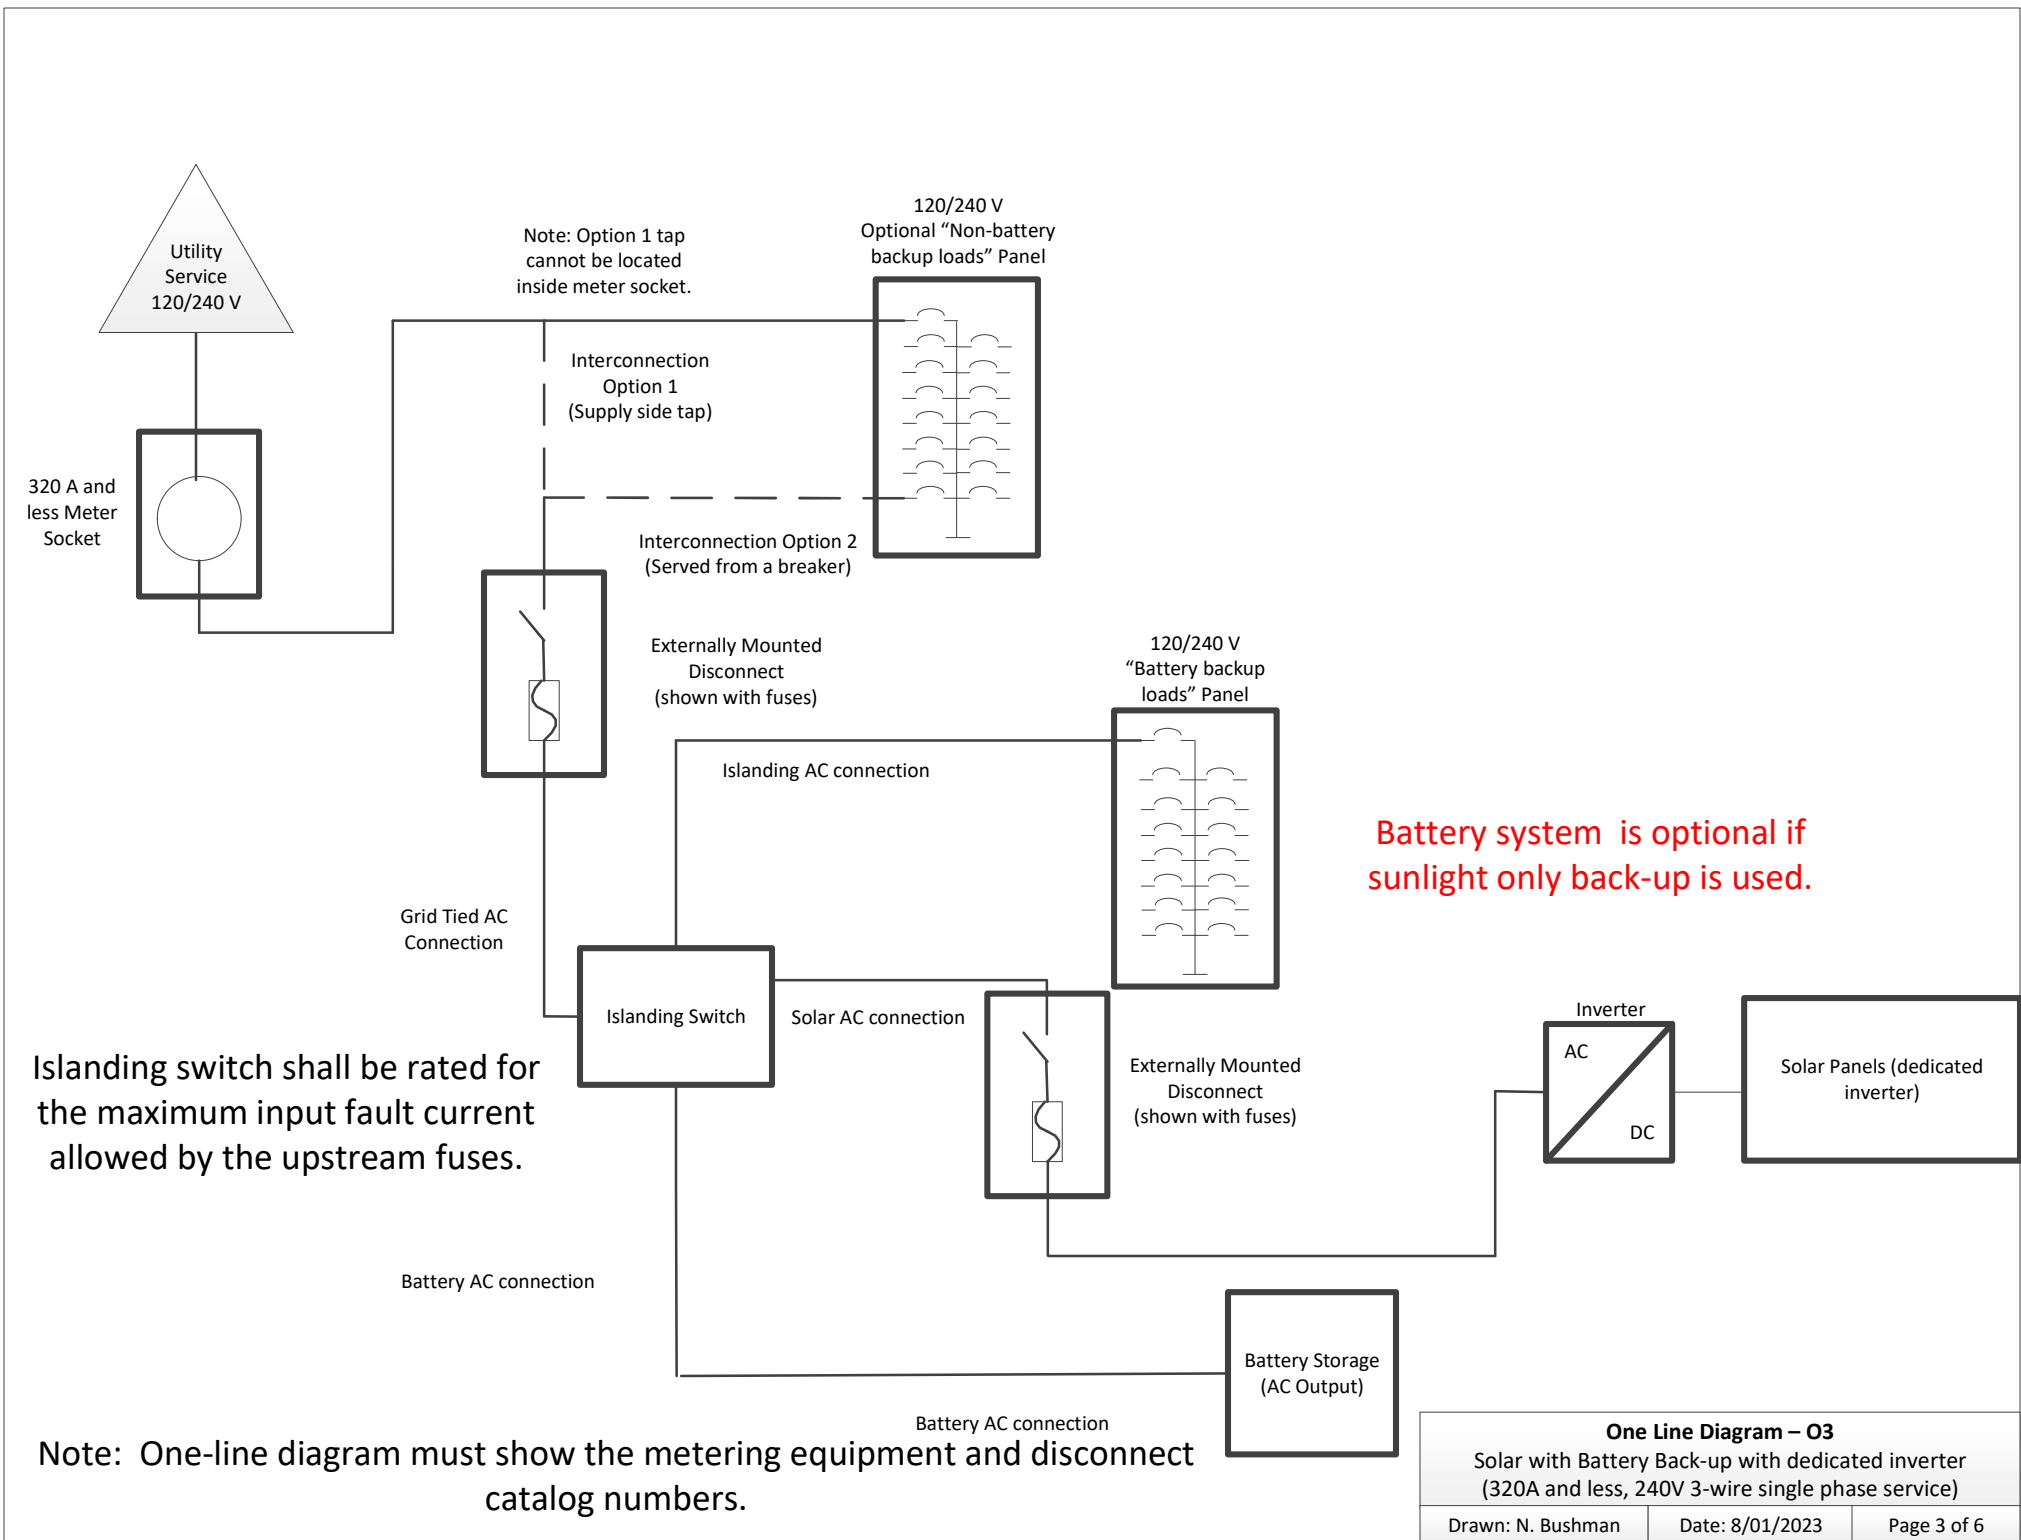 Utility
Service
120/240 V
Note: Option 1 tap
cannot be located
inside meter socket.
120/240 V
Optional “Non-battery
backup loads” Panel
Interconnection
Option 1
(Supply side tap)
320 A and
less Meter
Socket
Interconnection Option 2
(Served from a breaker)
Externally Mounted
Disconnect
(shown with fuses)
120/240 V
“Battery backup
loads” Panel
Islanding AC connection
Battery system  is optional if
sunlight only back-up is used.
Grid Tied AC
Connection
Islanding Switch
Solar AC connection
Inverter
AC
DC
Solar Panels (dedicated
inverter)
Islanding switch shall be rated for
the maximum input fault current
allowed by the upstream fuses.
Externally Mounted
Disconnect
(shown with fuses)
Battery AC connection
Battery Storage
(AC Output)
Battery AC connection
Note:  One-line diagram must show the metering equipment and disconnect
catalog numbers.
One Line Diagram – O3
Solar with Battery Back-up with dedicated inverter
(320A and less, 240V 3-wire single phase service)
Drawn: N. Bushman
Date: 8/01/2023
Page 3 of 6